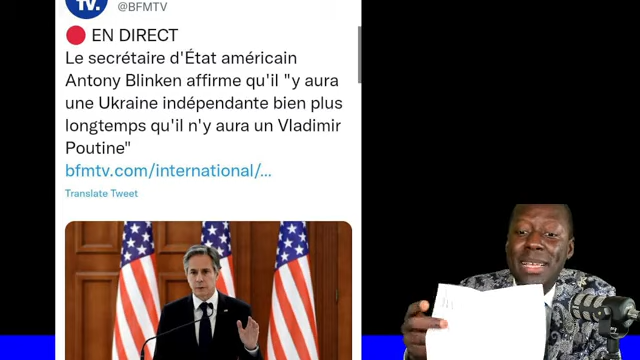 tv.
@BFMTV
🔴 EN DIRECT
Le secrétaire d'État américain
Antony Blinken affirme qu'il "y aura
une Ukraine indépendante bien plus
longtemps qu'il n'y aura un Vladimir
Poutine"
bfmtv.com/international/...
Translate Tweet